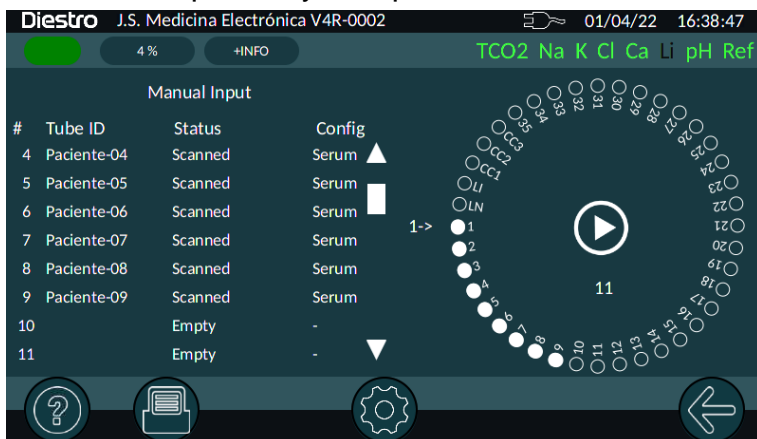 Diestro J.S. Medicina Electrónica V4R-0002 01/04/22 16:38:47
4 % +INFO TCO2 Na K Cl Ca Li pH Ref
Manual Input
# Tube ID Status Config
4 Paciente-04 Scanned Serum
5 Paciente-05 Scanned Serum
6 Paciente-06 Scanned Serum
7 Paciente-07 Scanned Serum
8 Paciente-08 Scanned Serum
9 Paciente-09 Scanned Serum
10 Empty -
11 Empty -
1->
LN
LI
CC1
CC2
CC3
35
34
33
32
31
30
29
28
27
26
25
24
23
22
21
20
19
18
17
16
15
14
13
12
11
10
9
8
7
6
5
4
3
2
1
11
?